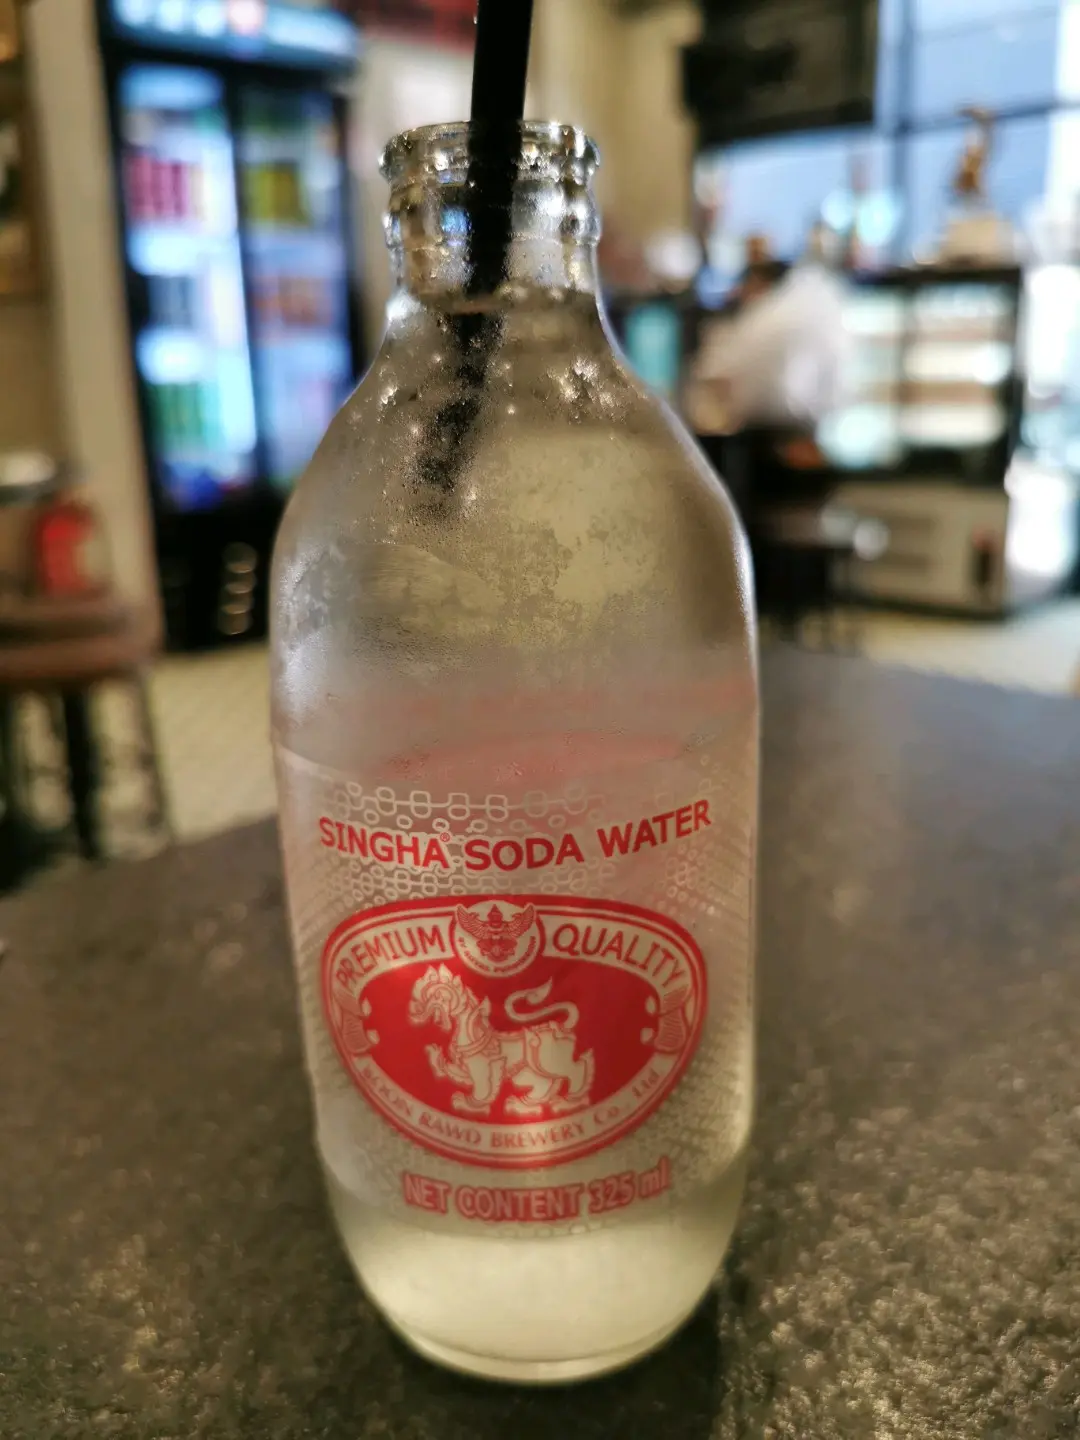 SINGHA® SODA WATER
PREMIUM QUALITY
BOON RAWD BREWERY Co., Ltd
NET CONTENT 325 ml